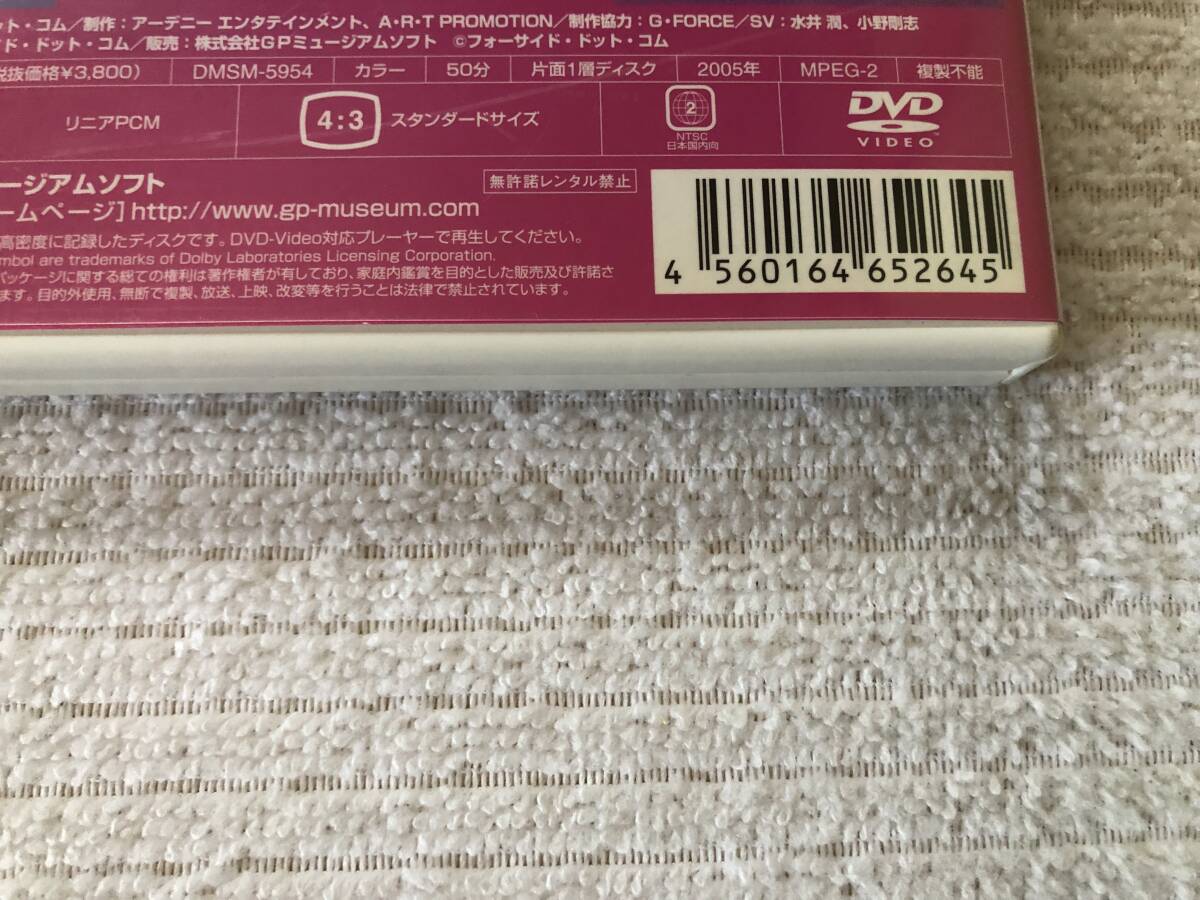 ット・コム／制作：アーデニー エンタテインメント、A・R・T PROMOTION／制作協力：G・FORCE／SV：水井 潤、小野剛志
イド・ドット・コム／販売：株式会社GPミュージアムソフト ©フォーサイド・ドット・コム
税抜価格¥3,800) DMSM-5954 カラー 50分 片面1層ディスク 2005年 MPEG-2 複製不能
リニアPCM 4:3 スタンダードサイズ 2 NTSC 日本国内向 DVD VIDEO
ュージアムソフト 無許諾レンタル禁止
ームページ] http://www.gp-museum.com
高密度に記録したディスクです。DVD-Video対応プレーヤーで再生してください。
mbol are trademarks of Dolby Laboratories Licensing Corporation.
パッケージに関する総ての権利は著作権者が有しており、家庭内鑑賞を目的とした販売及び許諾さ
ます。目的外使用、無断で複製、放送、上映、改変等を行うことは法律で禁止されています。
4 560164 652645